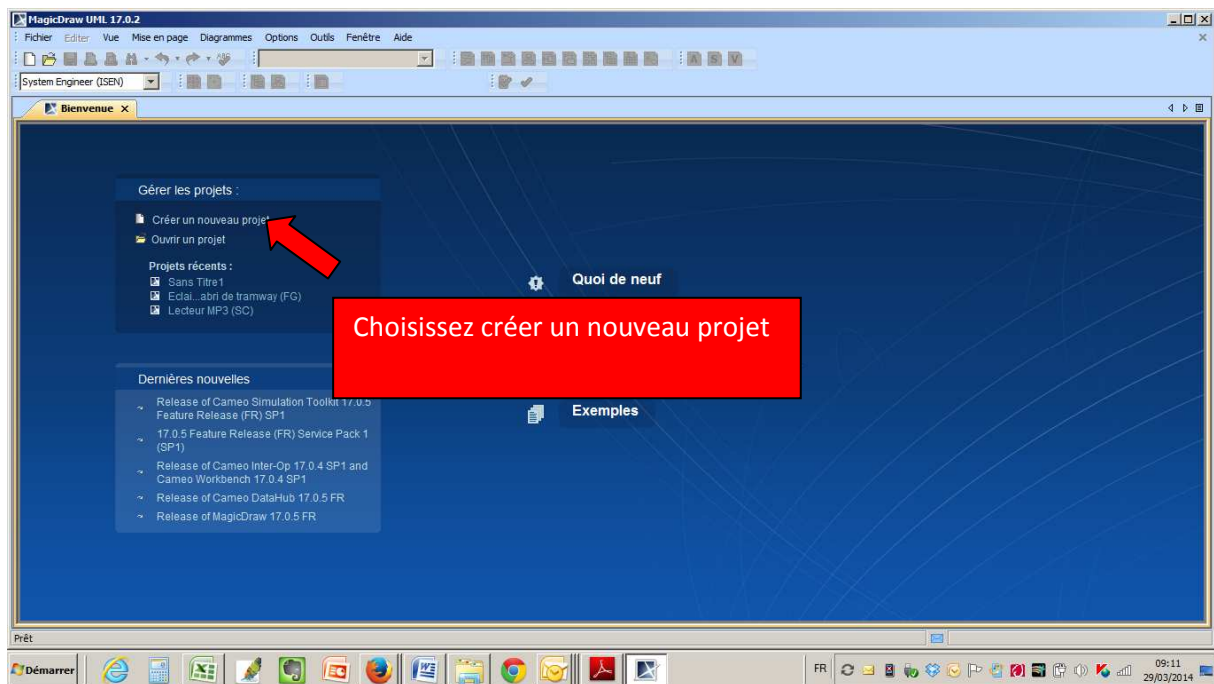 MagicDraw UML 17.0.2
Fichier Editer Vue Mise en page Diagrammes Options Outils Fenêtre Aide
System Engineer (ISEN)
Bienvenue
Gérer les projets :
Créer un nouveau projet
Ouvrir un projet
Projets récents :
Sans Titre1
Eclai...abri de tramway (FG)
Lecteur MP3 (SC)
Quoi de neuf
Choisissez créer un nouveau projet
Dernières nouvelles
Release of Cameo Simulation Toolkit 17.0.5
Feature Release (FR) SP1
17.0.5 Feature Release (FR) Service Pack 1
(SP1)
Release of Cameo Inter-Op 17.0.4 SP1 and
Cameo Workbench 17.0.4 SP1
Release of Cameo DataHub 17.0.5 FR
Release of MagicDraw 17.0.5 FR
Exemples
Prêt
Démarrer
FR
09:11
29/03/2014